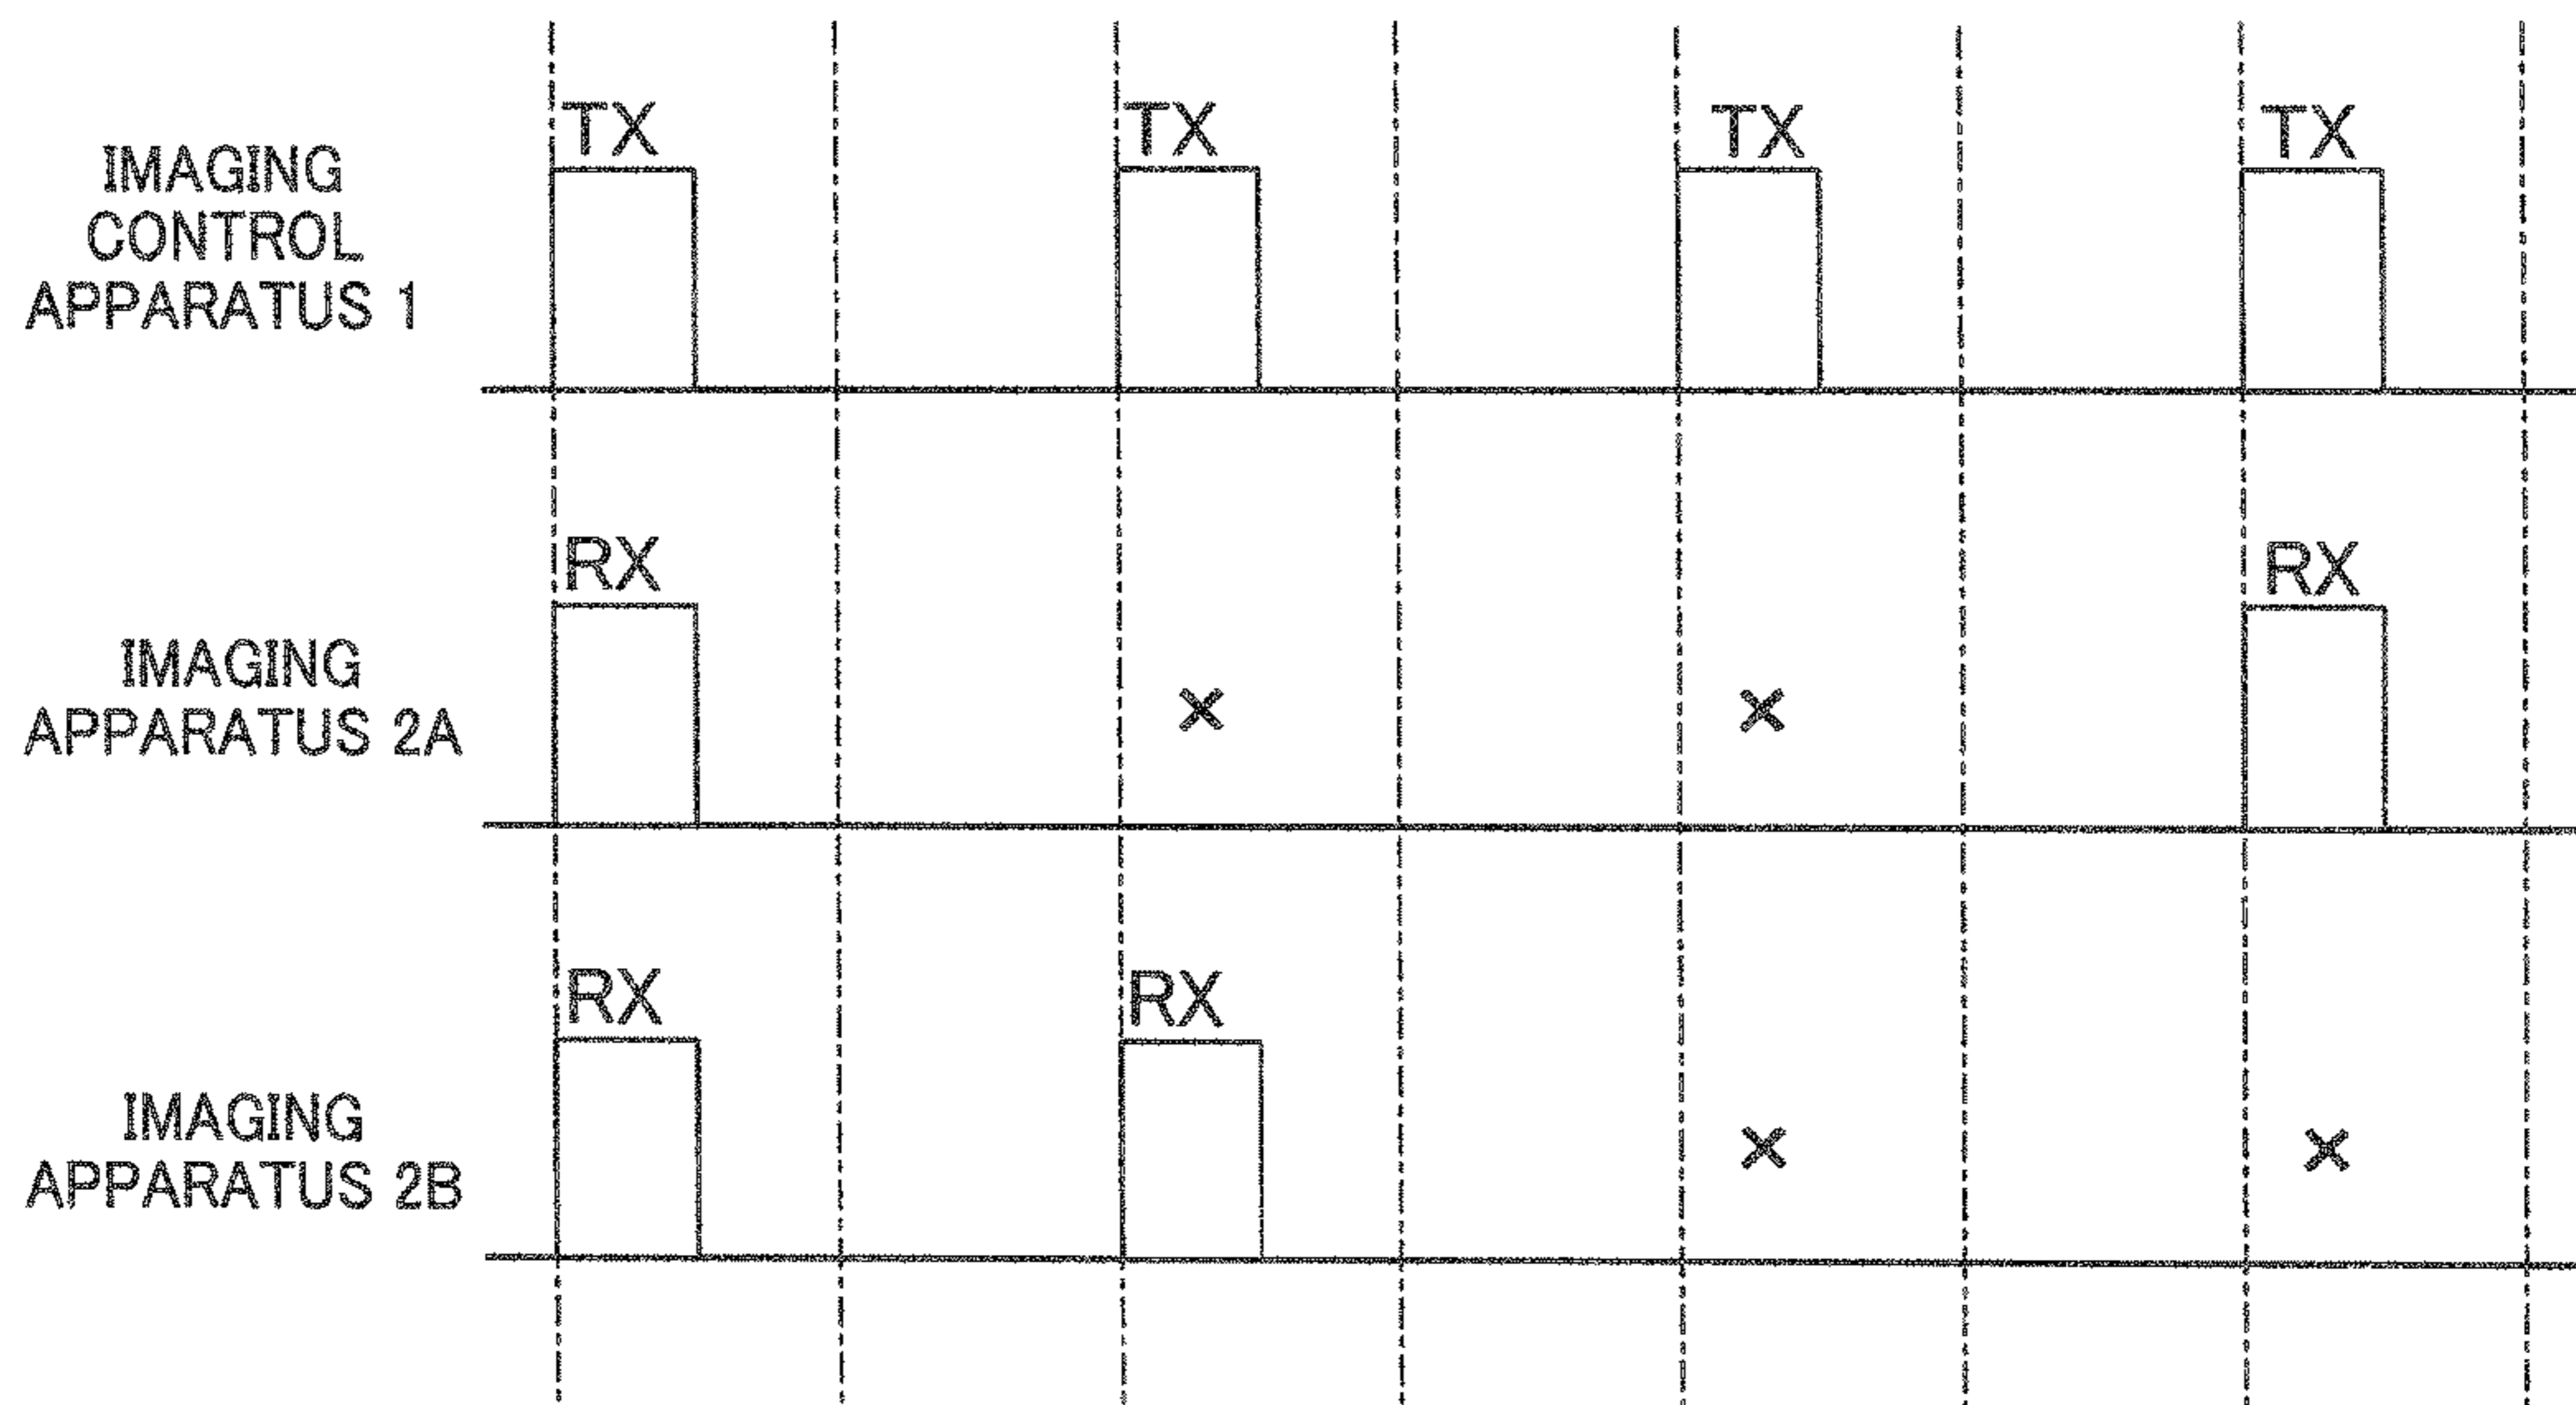 TX TX TX TX
IMAGING
CONTROL
APPARATUS 1
RX RX
IMAGING
APPARATUS 2A
× ×
RX RX
IMAGING
APPARATUS 2B
× ×